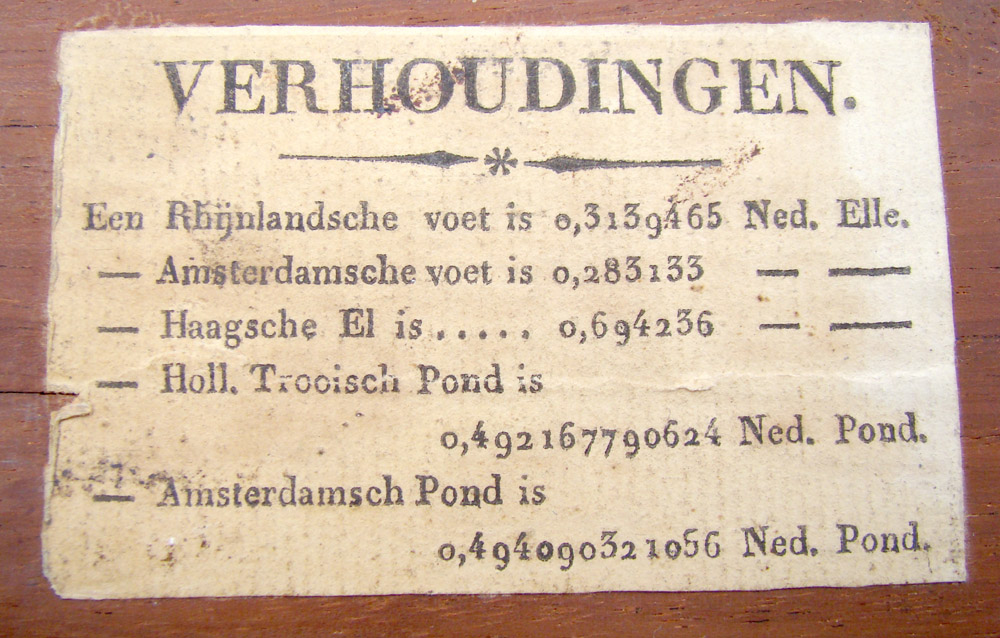 VERHOUDINGEN.
Een Rhijnlandsche voet is 0,3139465 Ned. Elle.
— Amsterdamsche voet is 0,283133 — —
— Haagsche El is..... 0,694236 — —
— Holl. Trooisch Pond is
0,492167790624 Ned. Pond.
— Amsterdamsch Pond is
0,494090321056 Ned. Pond.